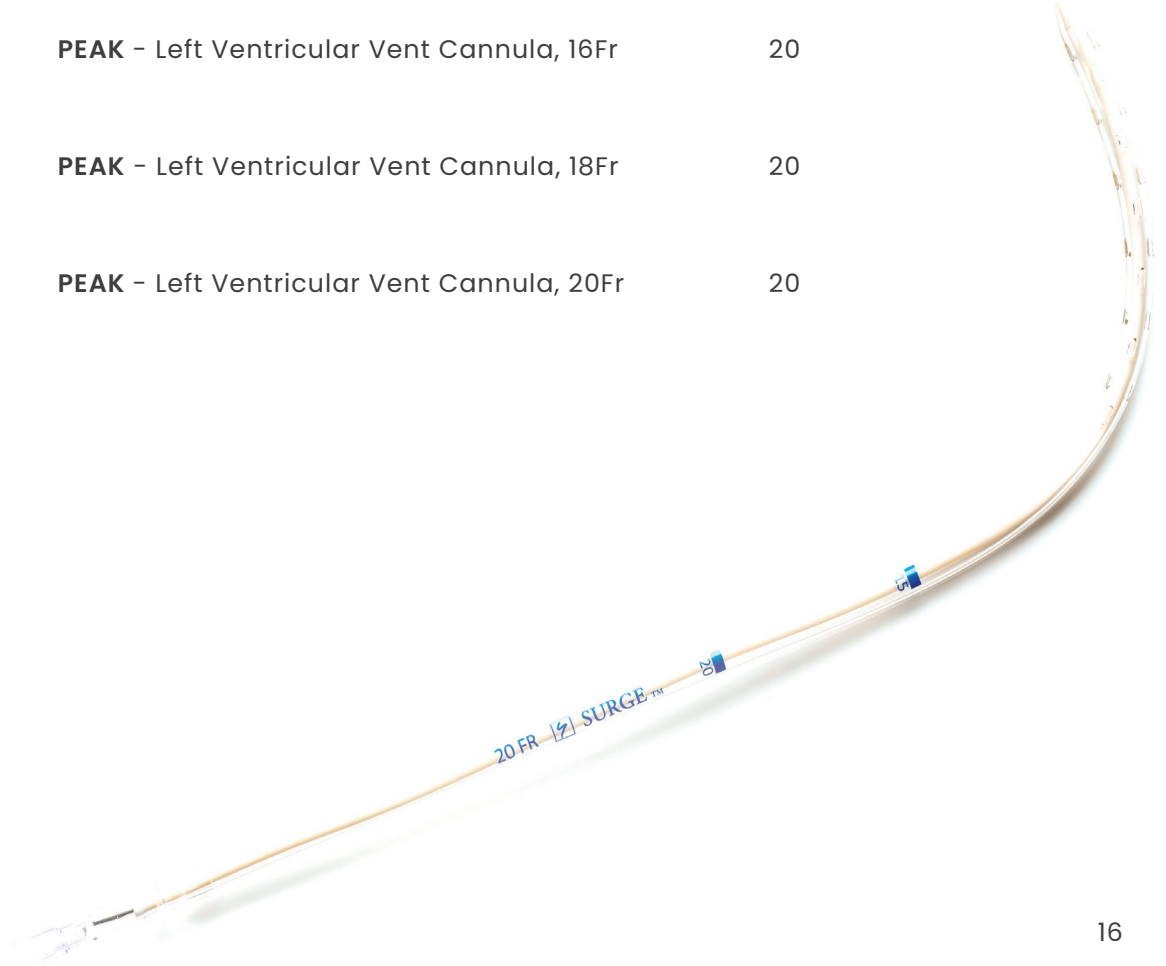 PEAK - Left Ventricular Vent Cannula, 16Fr 20
PEAK - Left Ventricular Vent Cannula, 18Fr 20
PEAK - Left Ventricular Vent Cannula, 20Fr 20
15
20
20 FR SURGE™
16